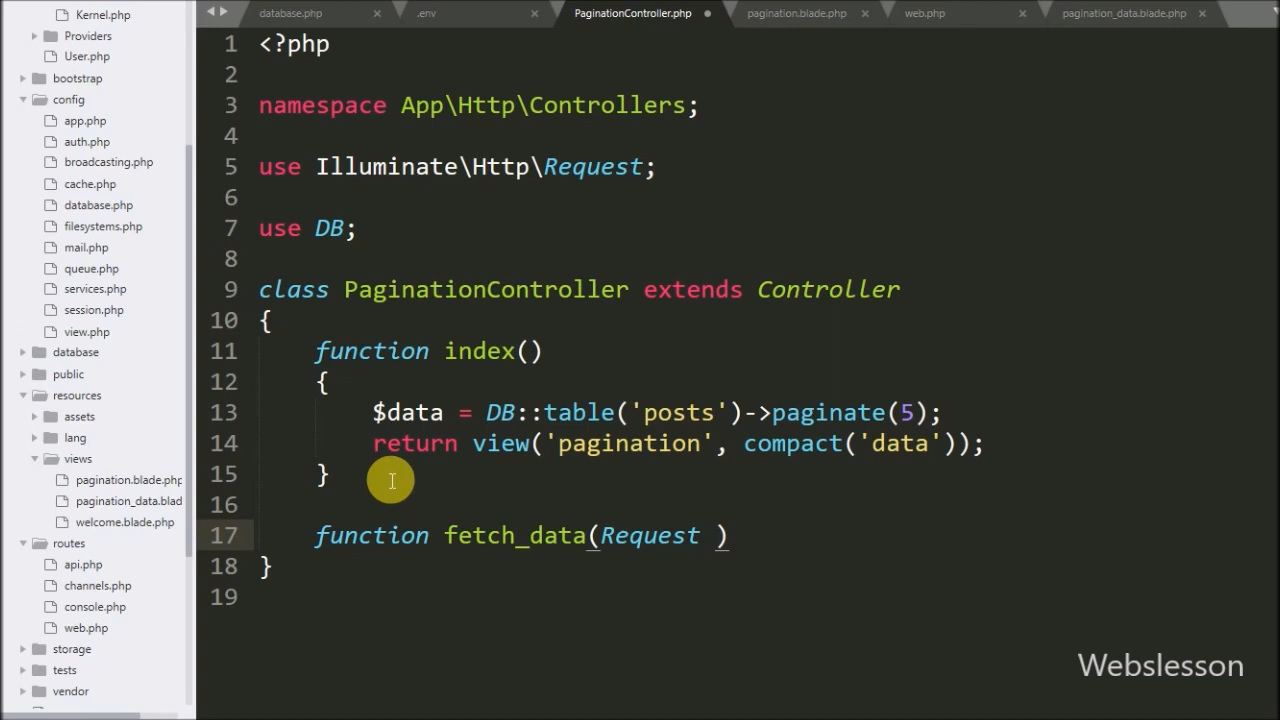 database.php
.env
PaginationController.php
pagination.blade.php
web.php
pagination_data.blade.php
Kernel.php
Providers
User.php
bootstrap
config
app.php
auth.php
broadcasting.php
cache.php
database.php
filesystems.php
mail.php
queue.php
services.php
session.php
view.php
database
public
resources
assets
lang
views
pagination.blade.php
pagination_data.blad
welcome.blade.php
routes
api.php
channels.php
console.php
web.php
storage
tests
vendor
1 <?php
2
3 namespace App\Http\Controllers;
4
5 use Illuminate\Http\Request;
6
7 use DB;
8
9 class PaginationController extends Controller
10 {
11 function index()
12 {
13 $data = DB::table('posts')->paginate(5);
14 return view('pagination', compact('data'));
15 }
16
17 function fetch_data(Request )
18 }
19
Webslesson